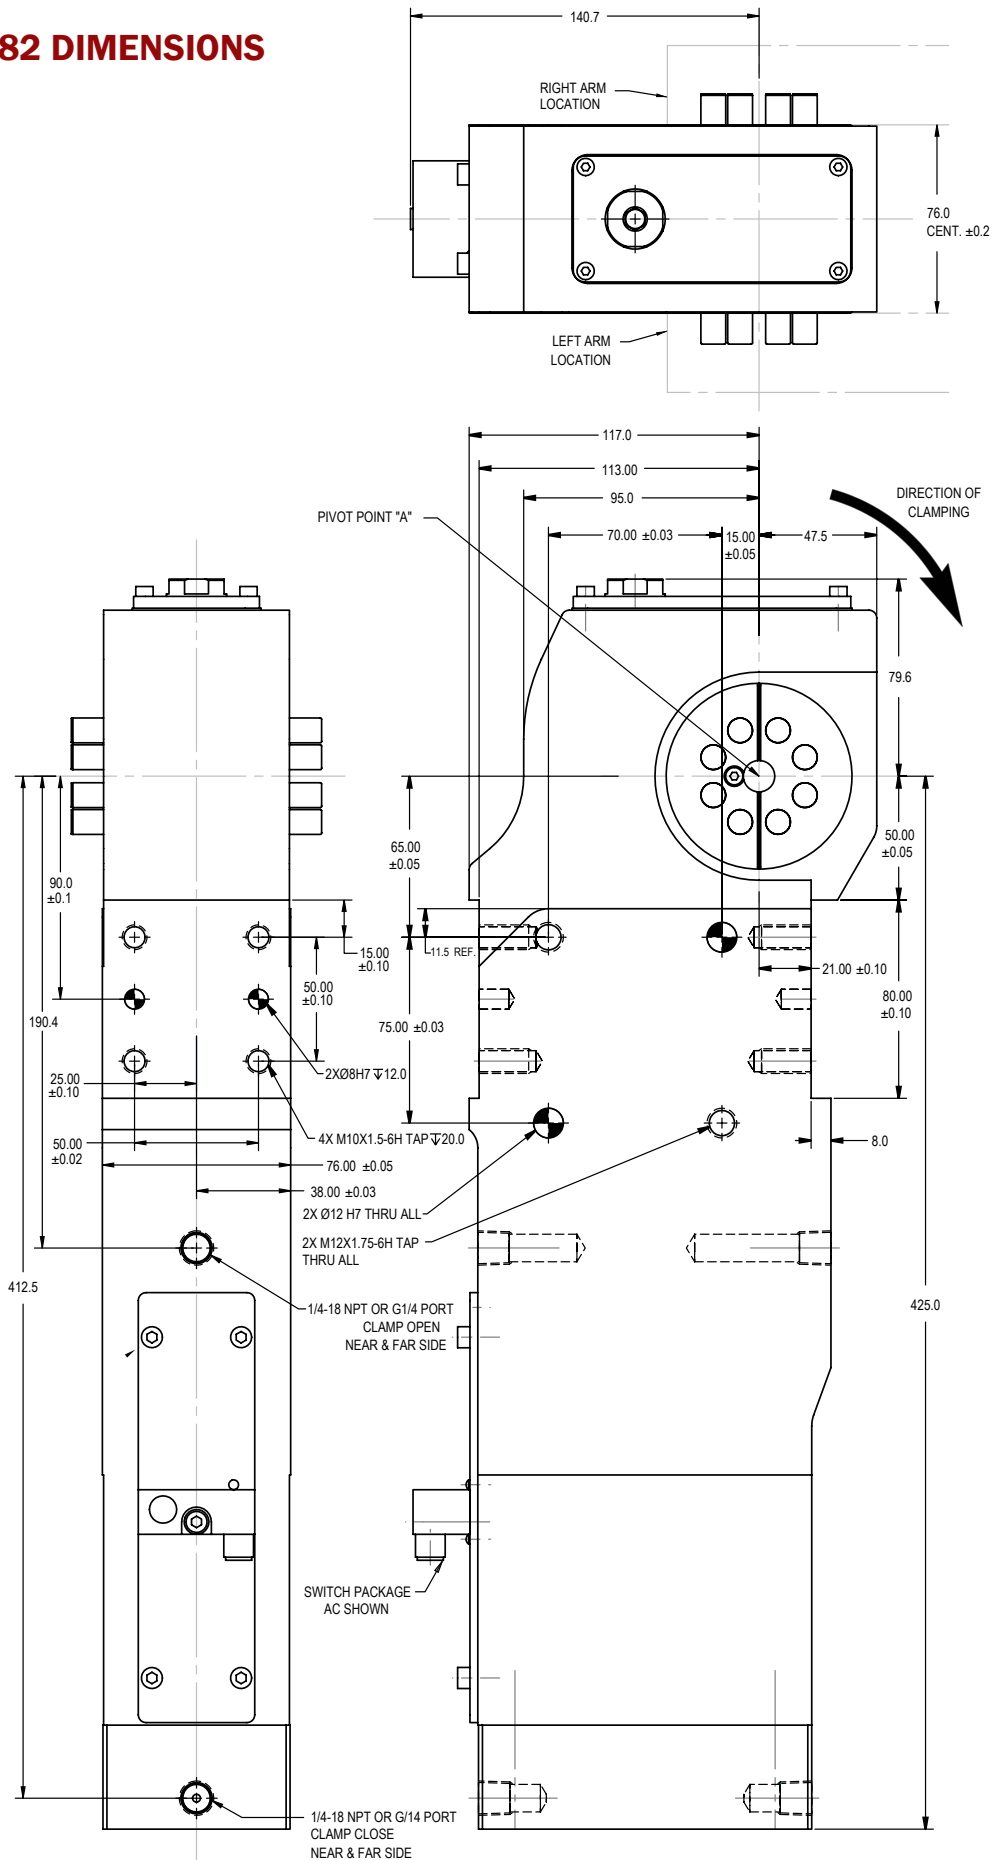 82 DIMENSIONS
140.7
RIGHT ARM
LOCATION
76.0
CENT. ±0.2
LEFT ARM
LOCATION
117.0
113.00
95.0
DIRECTION OF
CLAMPING
PIVOT POINT "A"
70.00 ±0.03
15.00
±0.05
47.5
79.6
65.00
±0.05
50.00
±0.05
90.0
±0.1
15.00
±0.10
11.5 REF.
21.00 ±0.10
50.00
±0.10
80.00
±0.10
190.4
75.00 ±0.03
2XØ8H7 ↧12.0
25.00
±0.10
4X M10X1.5-6H TAP ↧20.0
50.00
±0.02
8.0
76.00 ±0.05
38.00 ±0.03
2X Ø12 H7 THRU ALL
2X M12X1.75-6H TAP
THRU ALL
412.5
1/4-18 NPT OR G1/4 PORT
CLAMP OPEN
NEAR & FAR SIDE
425.0
SWITCH PACKAGE
AC SHOWN
1/4-18 NPT OR G/14 PORT
CLAMP CLOSE
NEAR & FAR SIDE